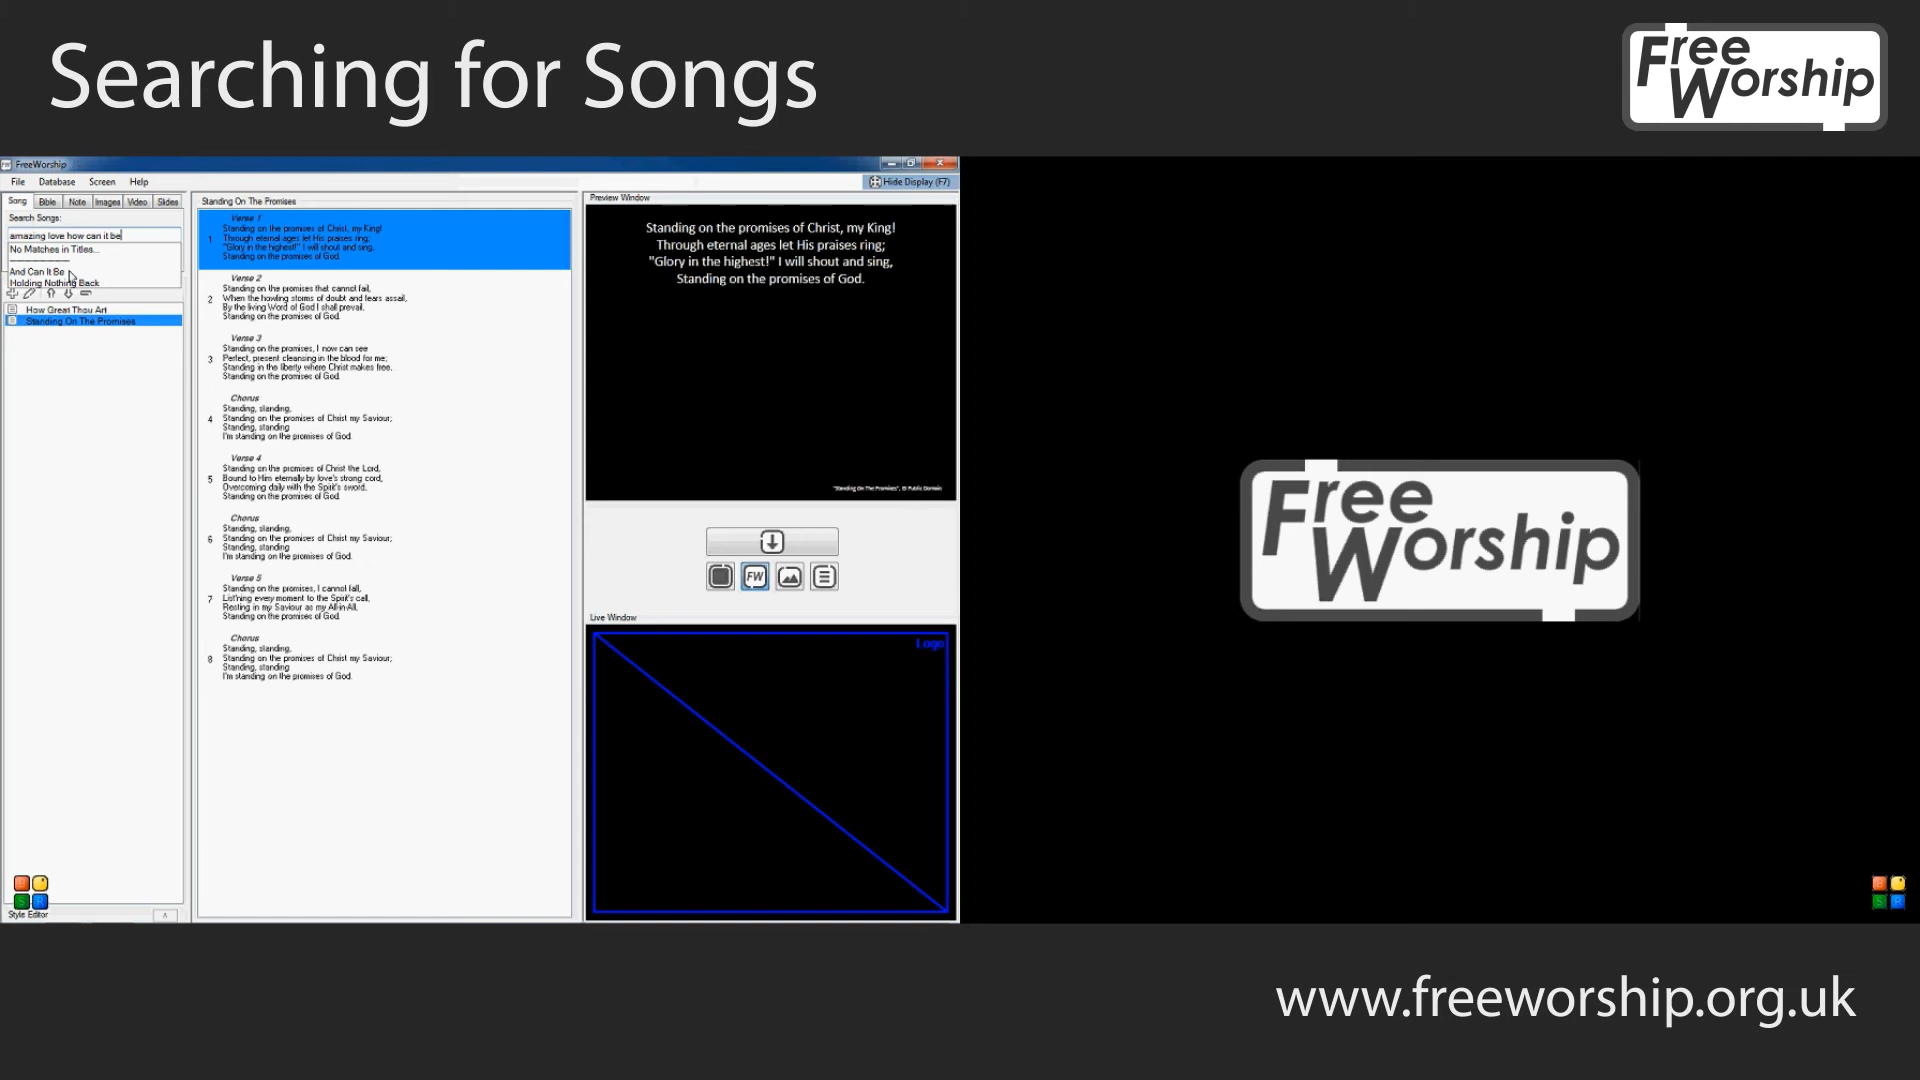 Searching for Songs
Free
Worship
FreeWorship
File Database Screen Help
Hide Display (F7)
Song Bible Note Images Video Slides
Search Songs:
amazing love how can it be
No Matches in Titles...
--------------------
And Can It Be
Holding Nothing Back
How Great Thou Art
Standing On The Promises
Style Editor
Standing On The Promises
Verse 1
1
Standing on the promises of Christ, my King!
Through eternal ages let His praises ring;
"Glory in the highest!" I will shout and sing,
Standing on the promises of God.
Verse 2
2
Standing on the promises that cannot fail,
When the howling storms of doubt and fears assail,
By the living Word of God I shall prevail.
Standing on the promises of God.
Verse 3
3
Standing on the promises, I now can see
Perfect, present cleansing in the blood for me;
Standing in the liberty where Christ makes free.
Standing on the promises of God.
Chorus
4
Standing, standing,
Standing on the promises of Christ my Saviour;
Standing, standing
I'm standing on the promises of God.
Verse 4
5
Standing on the promises of Christ the Lord,
Bound to Him eternally by love's strong cord,
Overcoming daily with the Spirit's sword.
Standing on the promises of God.
Chorus
6
Standing, standing,
Standing on the promises of Christ my Saviour;
Standing, standing
I'm standing on the promises of God.
Verse 5
7
Standing on the promises, I cannot fall,
List'ning every moment to the Spirit's call,
Resting in my Saviour as my All-in-All,
Standing on the promises of God.
Chorus
8
Standing, standing,
Standing on the promises of Christ my Saviour;
Standing, standing
I'm standing on the promises of God.
Preview Window
Standing on the promises of Christ, my King!
Through eternal ages let His praises ring;
"Glory in the highest!" I will shout and sing,
Standing on the promises of God.
"Standing On The Promises", © Public Domain
FW
Live Window
Logo
Free
Worship
www.freeworship.org.uk